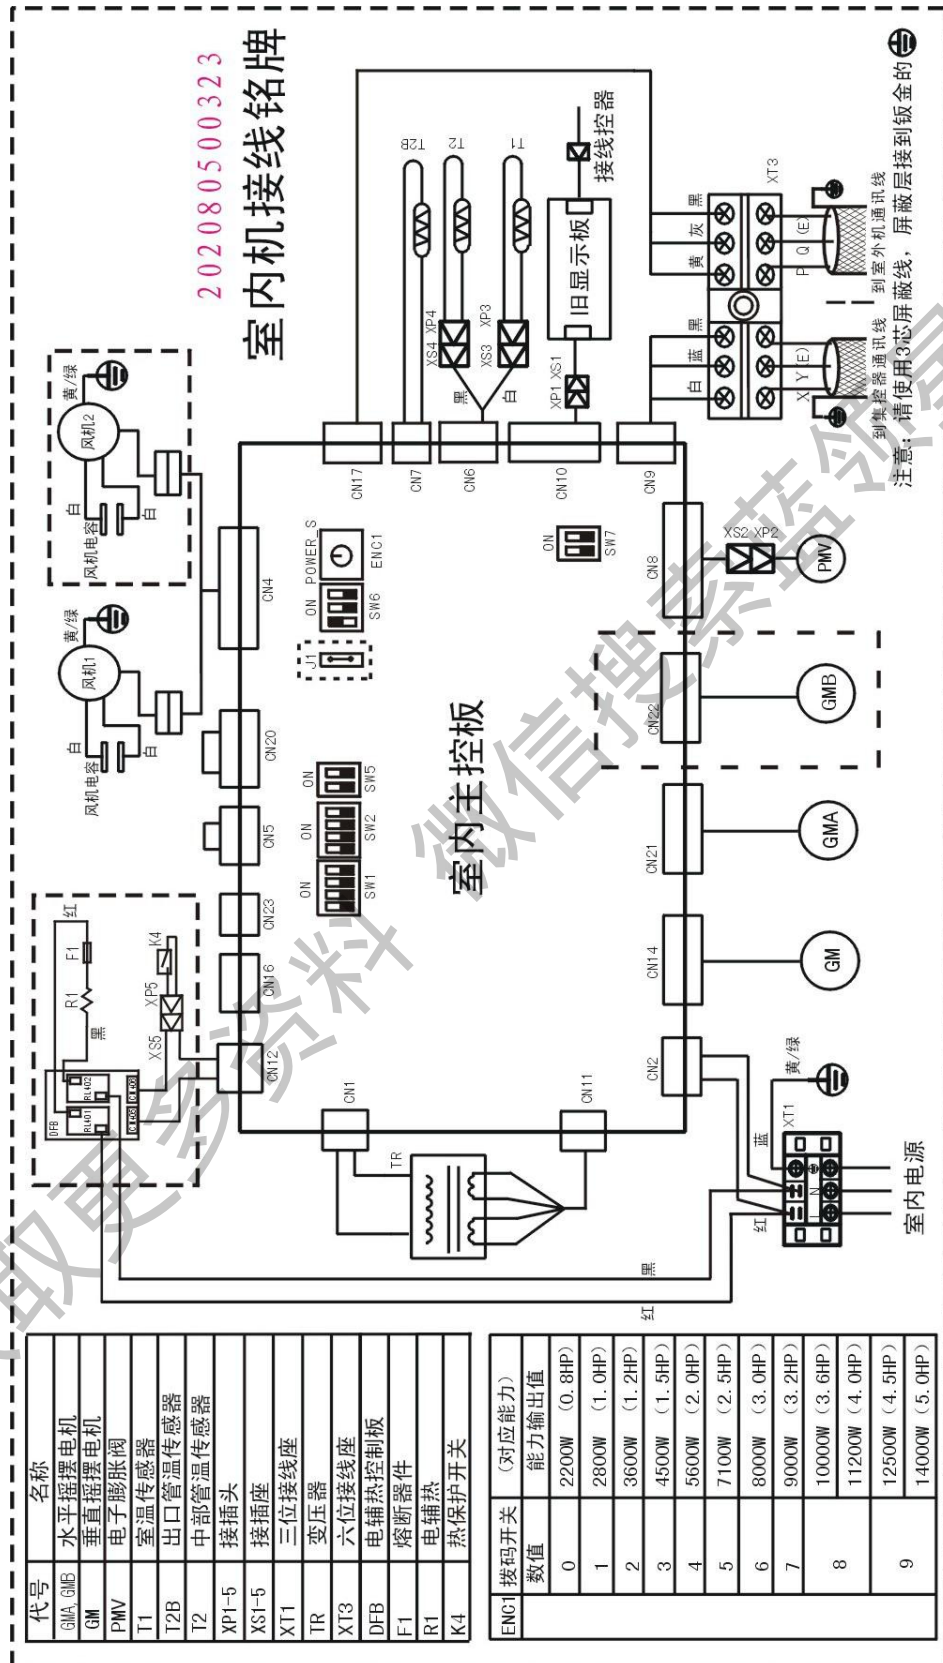 202080500323
室内机接线铭牌
风机电容
白
白
风机1
黄/绿
风机电容
白
白
风机2
黄/绿
DFB
RL401
RL402
R1
F1
红
黑
XS5
XP5
K4
CN12
CN16
CN23
CN5
CN20
CN4
ON
SW1
ON
SW2
ON
SW5
J1
ON
SW6
POWER_S
ENC1
ON
SW7
室内主控板
CN1
CN11
TR
CN2
CN14
CN21
CN22
CN8
CN17
CN7
CN6
CN10
CN9
T2B
T2
T1
XS4 XP4
XS3 XP3
黑
白
XP1 XS1
旧显示板
接线控器
白 蓝 黑
黄 灰 黑
XT3
X Y (E)
P Q (E)
到集控器通讯线
到室外机通讯线
注意：请使用3芯屏蔽线，屏蔽层接到钣金的
XS2 XP2
PMV
GMB
GMA
GM
红
黑
红
蓝
XT1
黄/绿
L N
室内电源
代号 名称
GMA,GMB 水平摇摆电机
GM 垂直摇摆电机
PMV 电子膨胀阀
T1 室温传感器
T2B 出口管温传感器
T2 中部管温传感器
XP1-5 接插头
XS1-5 接插座
XT1 三位接线座
TR 变压器
XT3 六位接线座
DFB 电辅热控制板
F1 熔断器件
R1 电辅热
K4 热保护开关
ENC1 拨码开关 （对应能力）
数值 能力输出值
0 2200W（0.8HP）
1 2800W（1.0HP）
2 3600W（1.2HP）
3 4500W（1.5HP）
4 5600W（2.0HP）
5 7100W（2.5HP）
6 8000W（3.0HP）
7 9000W（3.2HP）
8 10000W（3.6HP）
11200W（4.0HP）
9 12500W（4.5HP）
14000W（5.0HP）
取更多资料 微信搜索蓝领